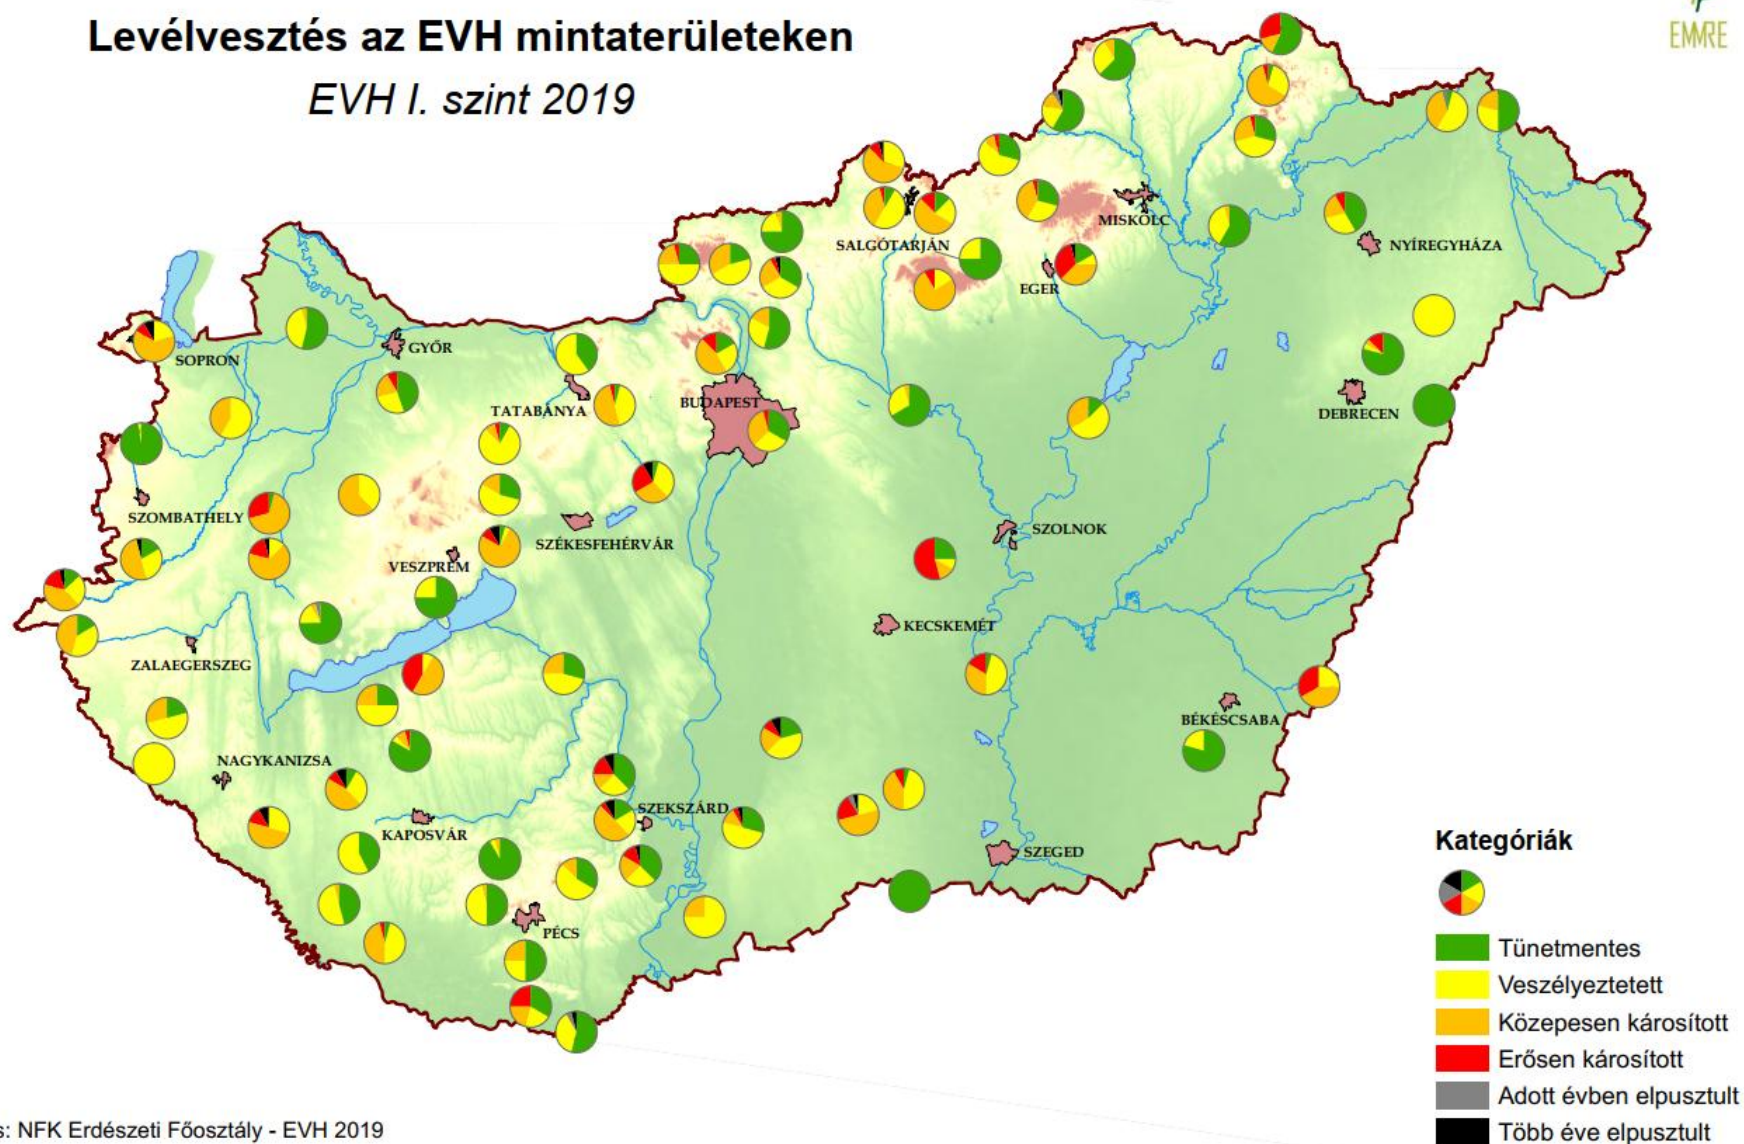 Levélvesztés az EVH mintaterületeken
EVH I. szint 2019
EMMRE
MISKOLC
SALGÓTARJÁN
NYÍREGYHÁZA
EGER
SOPRON
GYŐR
TATABÁNYA
BUDAPEST
DEBRECEN
SZOMBATHELY
SZÉKESFEHÉRVÁR
SZOLNOK
VESZPRÉM
KECSKEMÉT
ZALAEGERSZEG
BÉKÉSCSABA
NAGYKANIZSA
SZEKSZÁRD
KAPOSVÁR
SZEGED
PÉCS
Kategóriák
Tünetmentes
Veszélyeztetett
Közepesen károsított
Erősen károsított
Adott évben elpusztult
Több éve elpusztult
s: NFK Erdészeti Főosztály - EVH 2019